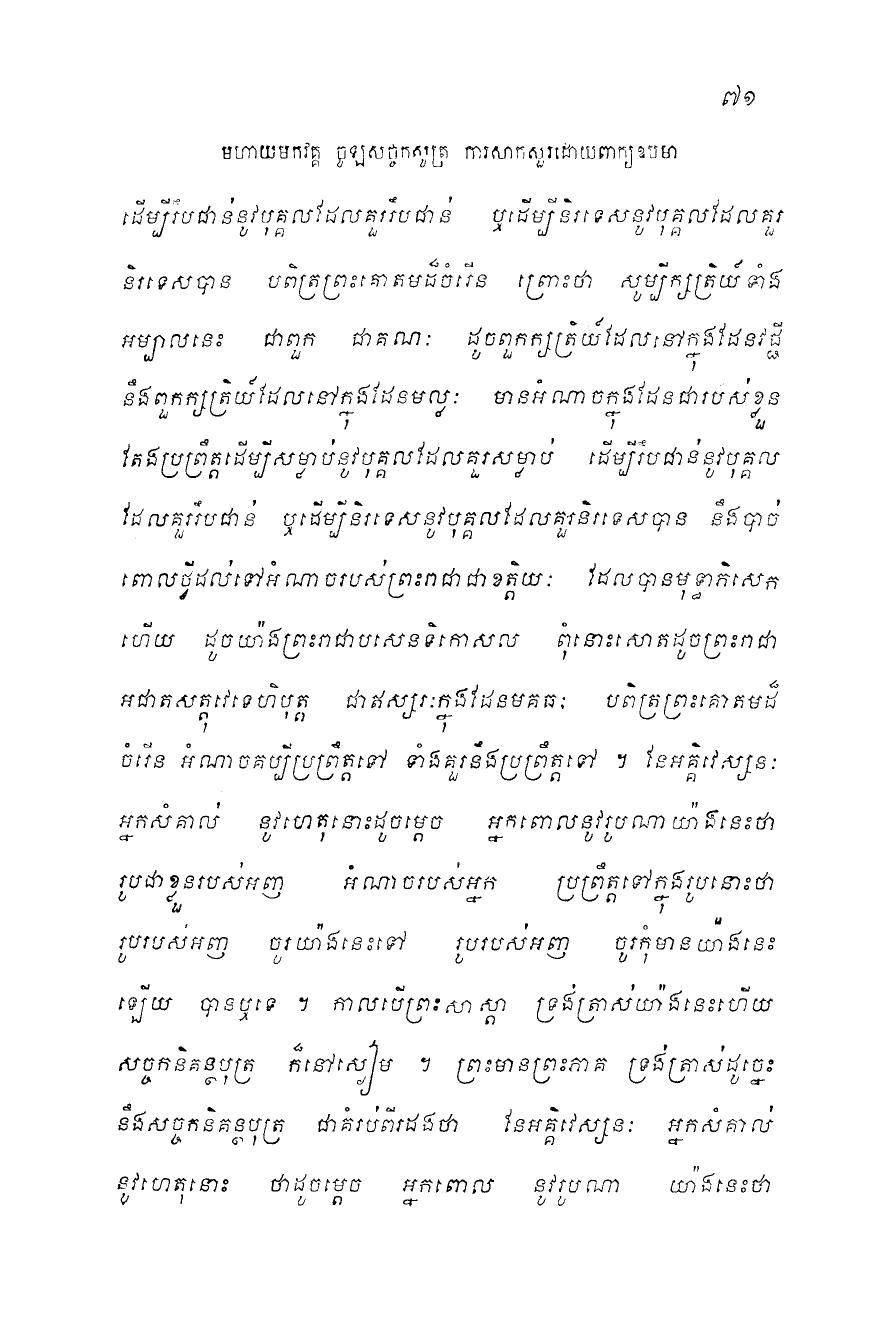 ៧១
មហាយមកវគ្គ ចូឡសច្ចកសូត្រ ការសាកសួរដោយពាក្យឧបមា
ដើម្បីរឹបជាន់នូវបុគ្គលដែលគួររឹបជាន់ ឬដើម្បីនិរទេសនូវបុគ្គលដែលគួរ
និរទេសបាន បពិត្រព្រះគោតមដ៏ចំរើន ព្រោះថា សូម្បីក្សត្រិយ៍ទាំង
អម្បាលនេះ ជាពួក ជាគណៈ ដូចពួកក្សត្រិយ៍ដែលនៅក្នុងដែនវជ្ជី
នឹងពួកក្សត្រិយ៍ដែលនៅក្នុងដែនមល្លៈ មានអំណាចក្នុងដែនជារបស់ខ្លួន
តែងប្រព្រឹត្តដើម្បីសម្លាប់នូវបុគ្គលដែលគួរសម្លាប់ ដើម្បីរឹបជាន់នូវបុគ្គល
ដែលគួររឹបជាន់ ឬដើម្បីនិរទេសនូវបុគ្គលដែលគួរនិរទេសបាន នឹងបាច់
ពោលថ្វីដល់ទៅអំណាចរបស់ព្រះរាជាជាខត្តិយៈ ដែលបានមុទ្ធាភិសេក
ហើយ ដូចយ៉ាងព្រះរាជាបសេនទិកោសល ពុំនោះសោតដូចព្រះរាជា
អជាតសត្តុវេទេហិបុត្ត ជាឥស្សរៈក្នុងដែនមគធៈ បពិត្រព្រះគោតមដ៏
ចំរើន អំណាចគប្បីប្រព្រឹត្តទៅ ទាំងគួរនឹងប្រព្រឹត្តទៅ ។ នែអគ្គិវេស្សនៈ
អ្នកសំគាល់ នូវហេតុនោះដូចម្តេច អ្នកពោលនូវរូបណាយ៉ាងនេះថា
រូបជាខ្លួនរបស់អញ អំណាចរបស់អ្នក ប្រព្រឹត្តទៅក្នុងរូបនោះថា
រូបរបស់អញ ចូរយ៉ាងនេះទៅ រូបរបស់អញ ចូរកុំមានយ៉ាងនេះ
ឡើយ បានឬទេ ។ កាលបើព្រះសាស្តា ទ្រង់ត្រាស់យ៉ាងនេះហើយ
សច្ចកនិគន្ថបុត្រ ក៏នៅស្ងៀម ។ ព្រះមានព្រះភាគ ទ្រង់ត្រាស់ដូច្នេះ
នឹងសច្ចកនិគន្ថបុត្រ ជាគំរប់ពីរដងថា នែអគ្គិវេស្សនៈ អ្នកសំគាល់
នូវហេតុនោះ ថាដូចម្តេច អ្នកពោល នូវរូបណា យ៉ាងនេះថា